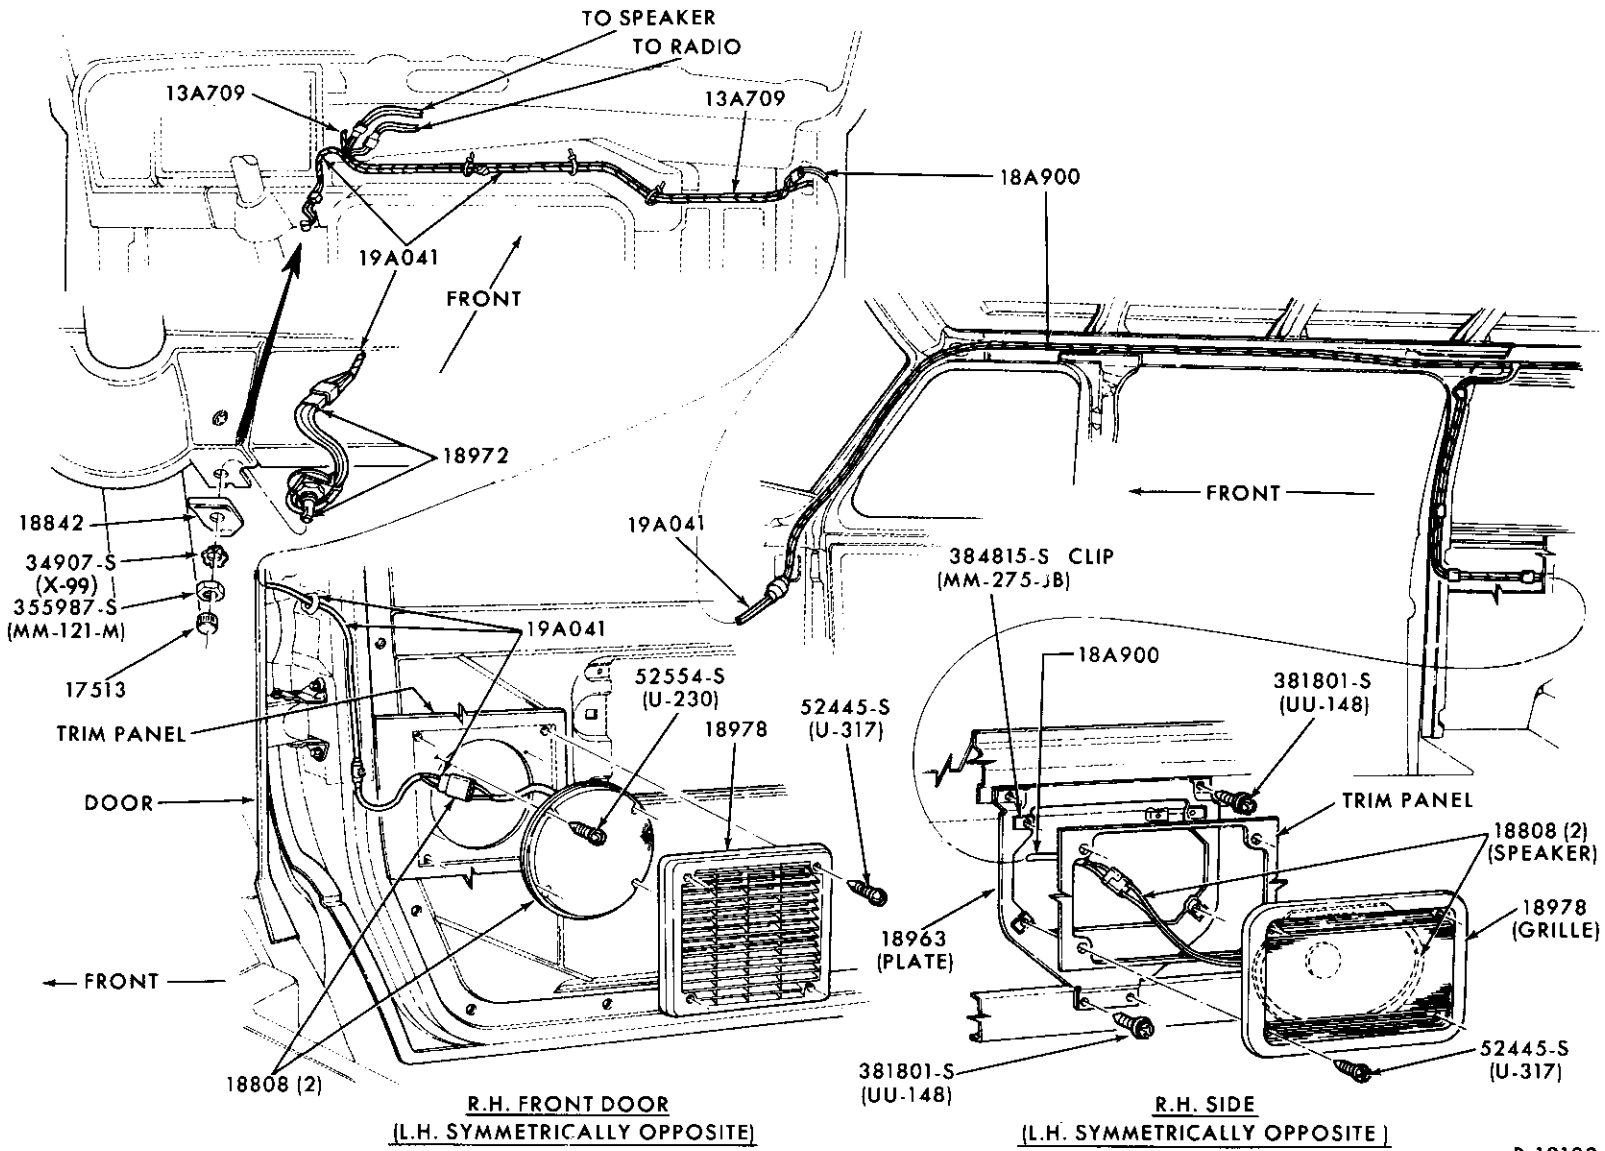 TO SPEAKER
TO RADIO
13A709
13A709
18A900
19A041
FRONT
18972
18842
34907-S
(X-99)
355987-S
(MM-121-M)
17513
FRONT
19A041
384815-S CLIP
(MM-275-JB)
19A041
18A900
52554-S
(U-230)
381801-S
(UU-148)
52445-S
(U-317)
18978
TRIM PANEL
DOOR
TRIM PANEL
18808 (2)
(SPEAKER)
18978
(GRILLE)
18963
(PLATE)
FRONT
18808 (2)
381801-S
(UU-148)
52445-S
(U-317)
R.H. FRONT DOOR
(L.H. SYMMETRICALLY OPPOSITE)
R.H. SIDE
(L.H. SYMMETRICALLY OPPOSITE)